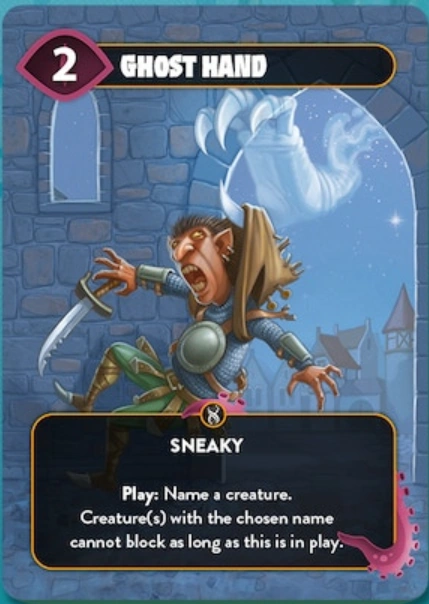 2 GHOST HAND
SNEAKY
Play: Name a creature.
Creature(s) with the chosen name
cannot block as long as this is in play.